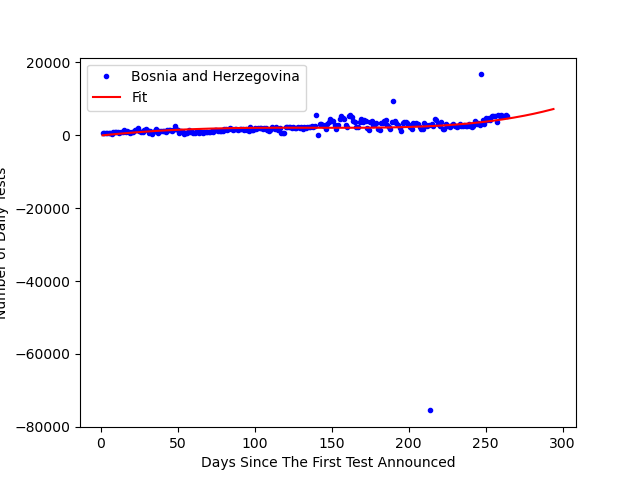 Bosnia and Herzegovina
Fit
20000
0
−20000
−40000
−60000
−80000
Number of Daily Tests
0 50 100 150 200 250 300
Days Since The First Test Announced